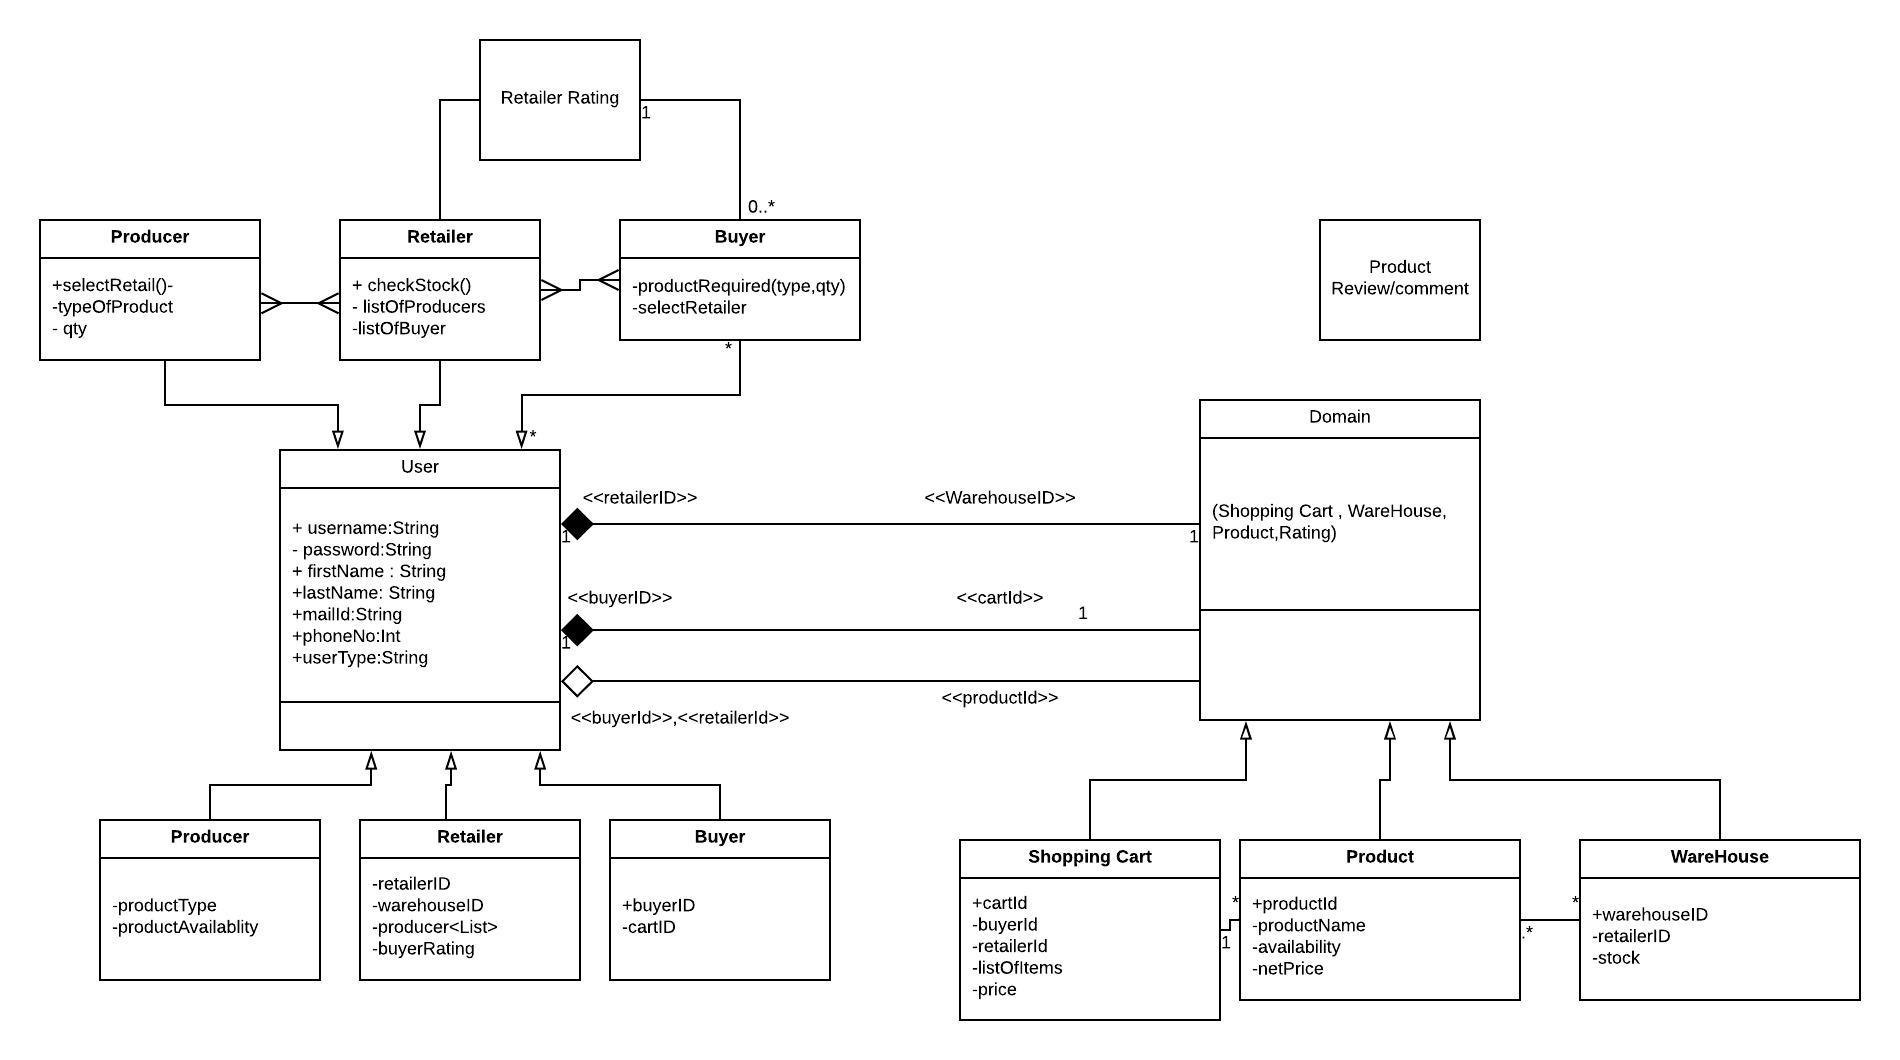 Retailer Rating
1
0..*
Producer
+selectRetail()-
-typeOfProduct
- qty
Retailer
+ checkStock()
- listOfProducers
-listOfBuyer
Buyer
-productRequired(type,qty)
-selectRetailer
*
*
Product
Review/comment
User
+ username:String
- password:String
+ firstName : String
+lastName: String
+mailId:String
+phoneNo:Int
+userType:String
<<retailerID>>
<<WarehouseID>>
1
1
<<buyerID>>
<<cartId>>
1
1
<<productId>>
<<buyerId>>,<<retailerId>>
Domain
(Shopping Cart , WareHouse,
Product,Rating)
Producer
-productType
-productAvailablity
Retailer
-retailerID
-warehouseID
-producer<List>
-buyerRating
Buyer
+buyerID
-cartID
Shopping Cart
+cartId
-buyerId
-retailerId
-listOfItems
-price
*
1
Product
+productId
-productName
-availability
-netPrice
*
.*
WareHouse
+warehouseID
-retailerID
-stock